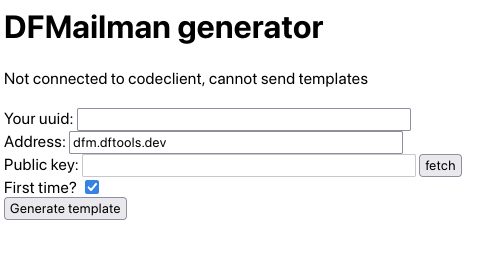 DFMailman generator
Not connected to codeclient, cannot send templates
Your uuid:
Address: dfm.dftools.dev
Public key: fetch
First time?
Generate template